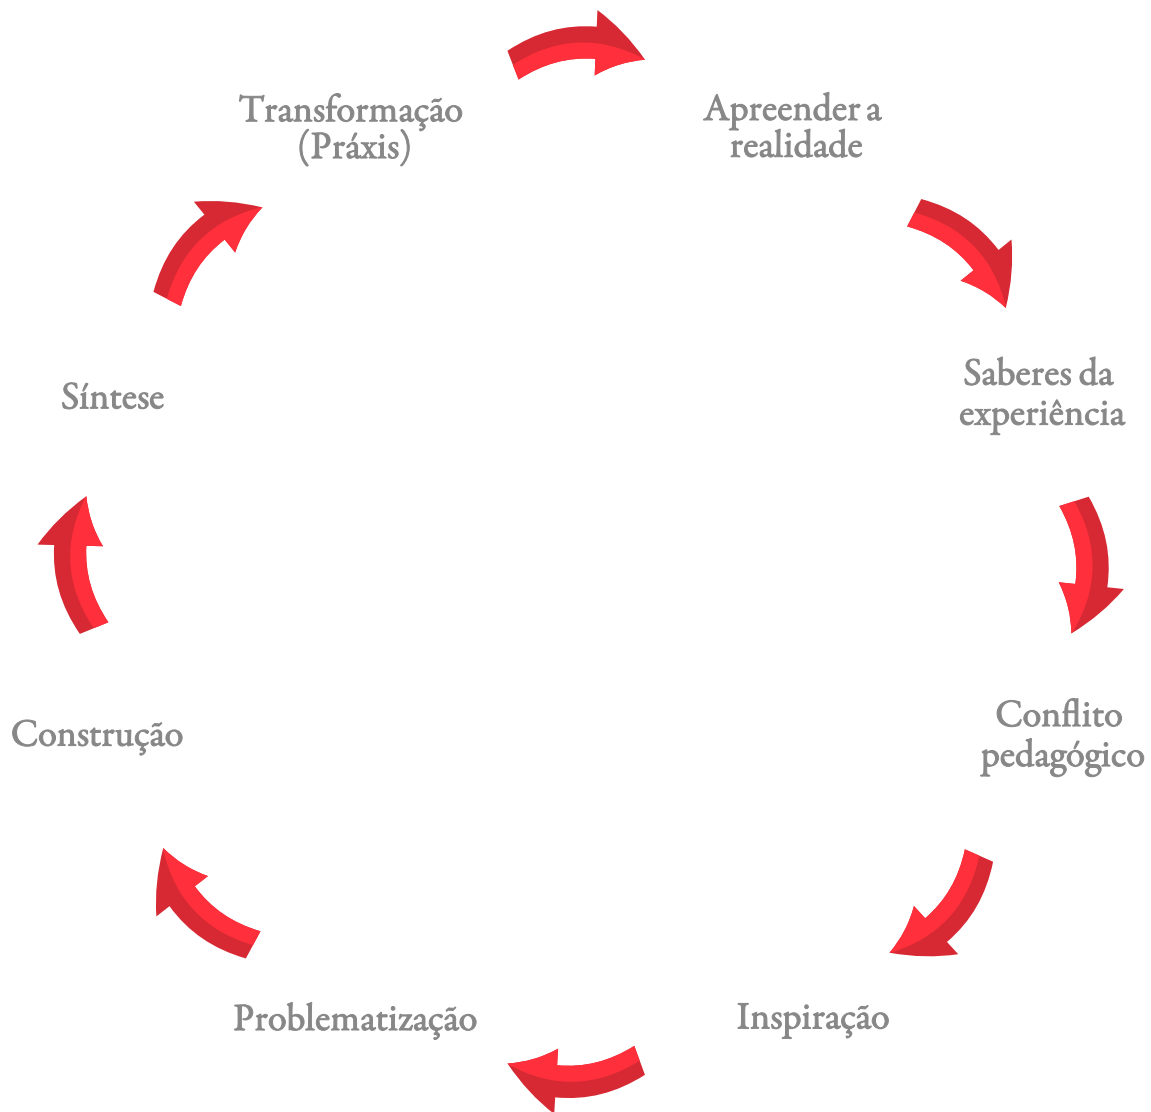 Transformação
(Práxis)
Apreender a
realidade
Saberes da
experiência
Conflito
pedagógico
Inspiração
Problematização
Construção
Síntese